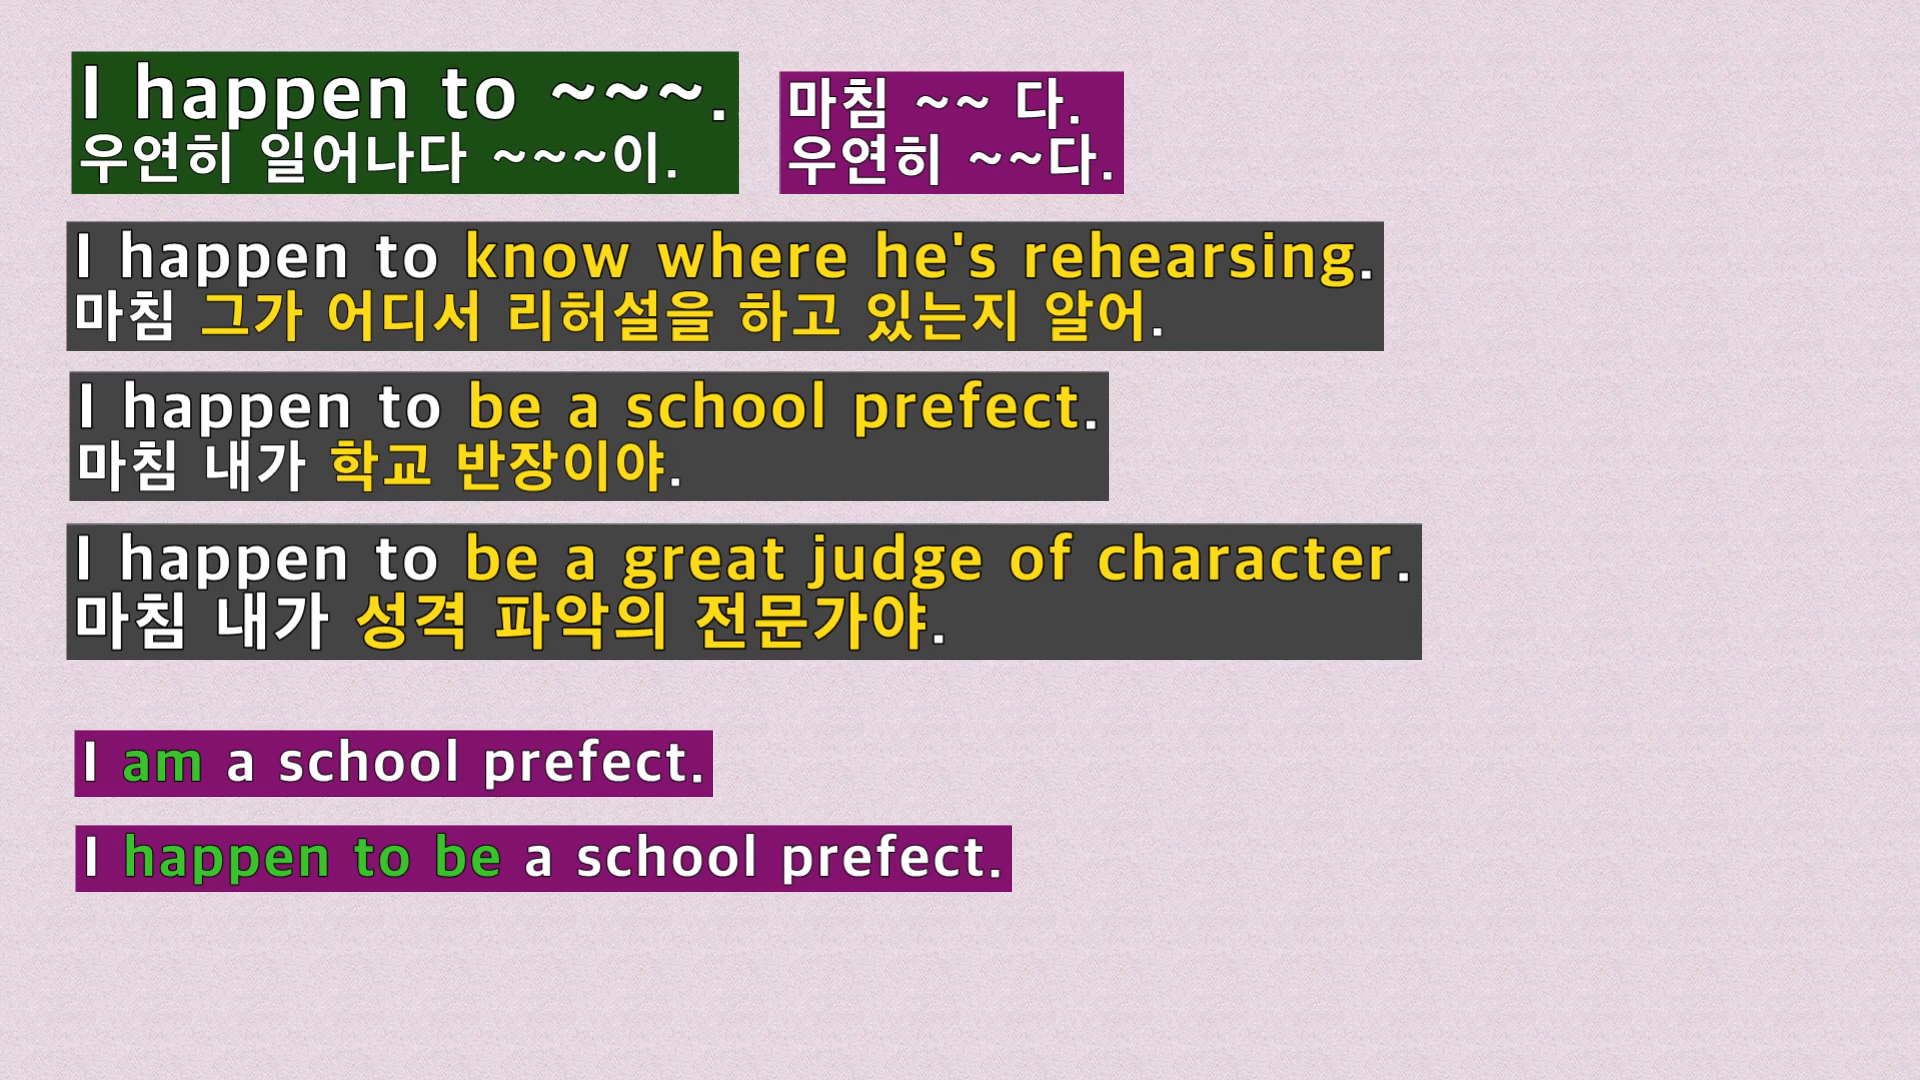 I happen to ~~~.
우연히 일어나다 ~~~이.
마침 ~~ 다.
우연히 ~~다.
I happen to know where he's rehearsing.
마침 그가 어디서 리허설을 하고 있는지 알어.
I happen to be a school prefect.
마침 내가 학교 반장이야.
I happen to be a great judge of character.
마침 내가 성격 파악의 전문가야.
I am a school prefect.
I happen to be a school prefect.